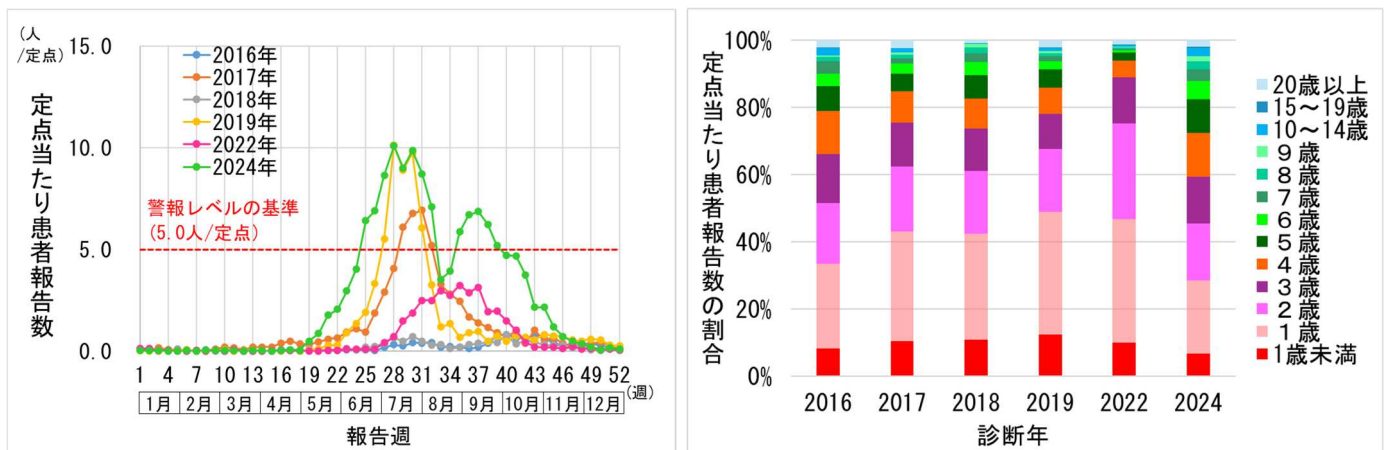 (人
/定点)
定点当たり患者報告数
15.0
10.0
5.0
0.0
2016年
2017年
2018年
2019年
2022年
2024年
警報レベルの基準
(5.0人/定点)
1 4 7 10 13 16 19 22 25 28 31 34 37 40 43 46 49 52
(週)
1月 2月 3月 4月 5月 6月 7月 8月 9月 10月 11月 12月
報告週
定点当たり患者報告数の割合
100%
80%
60%
40%
20%
0%
2016 2017 2018 2019 2022 2024
診断年
20歳以上
15～19歳
10～14歳
９歳
８歳
７歳
６歳
５歳
４歳
３歳
２歳
１歳
1歳未満